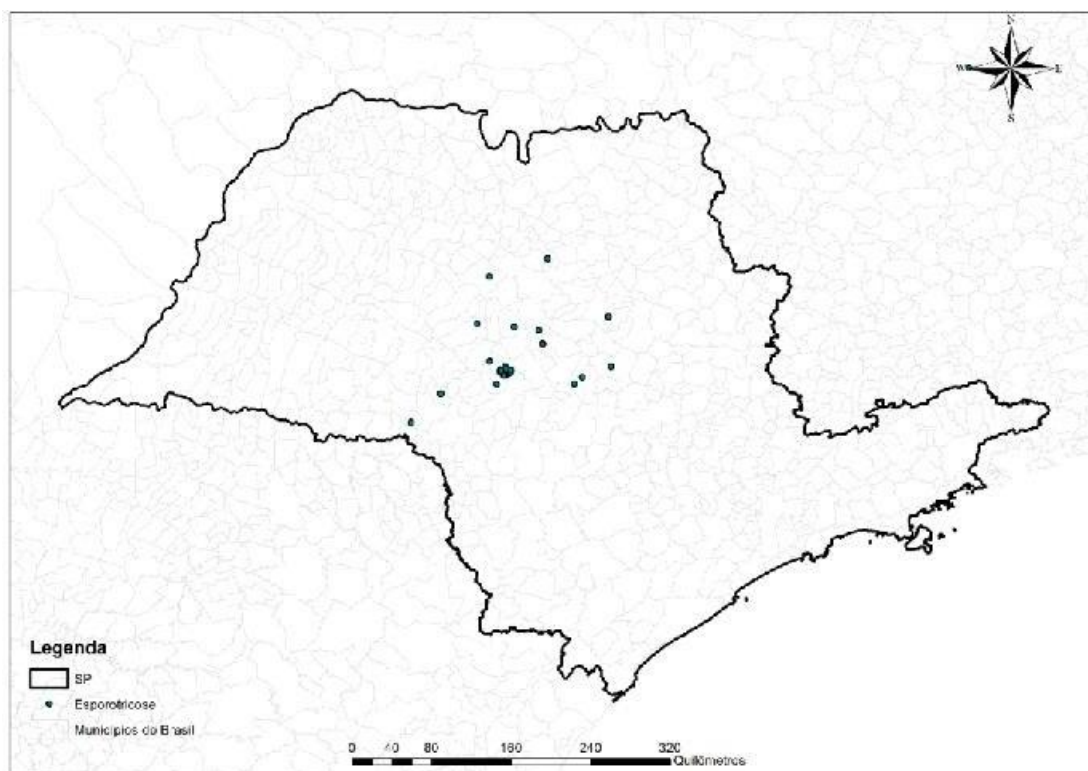 N
W E
S
Legenda
SP
Esporotricose
Municípios do Brasil
0 40 80 160 240 320
Quilômetros